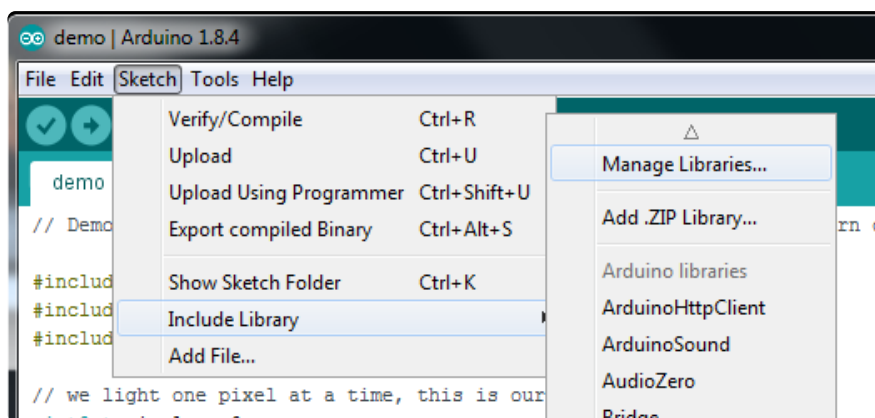 demo | Arduino 1.8.4
File Edit Sketch Tools Help
Verify/Compile Ctrl+R
Upload Ctrl+U
Upload Using Programmer Ctrl+Shift+U
Export compiled Binary Ctrl+Alt+S
Show Sketch Folder Ctrl+K
Include Library
Add File...
Manage Libraries...
Add .ZIP Library...
Arduino libraries
ArduinoHttpClient
ArduinoSound
AudioZero
Bridge
demo
// Demo
#includ
#includ
#includ
// we light one pixel at a time, this is our